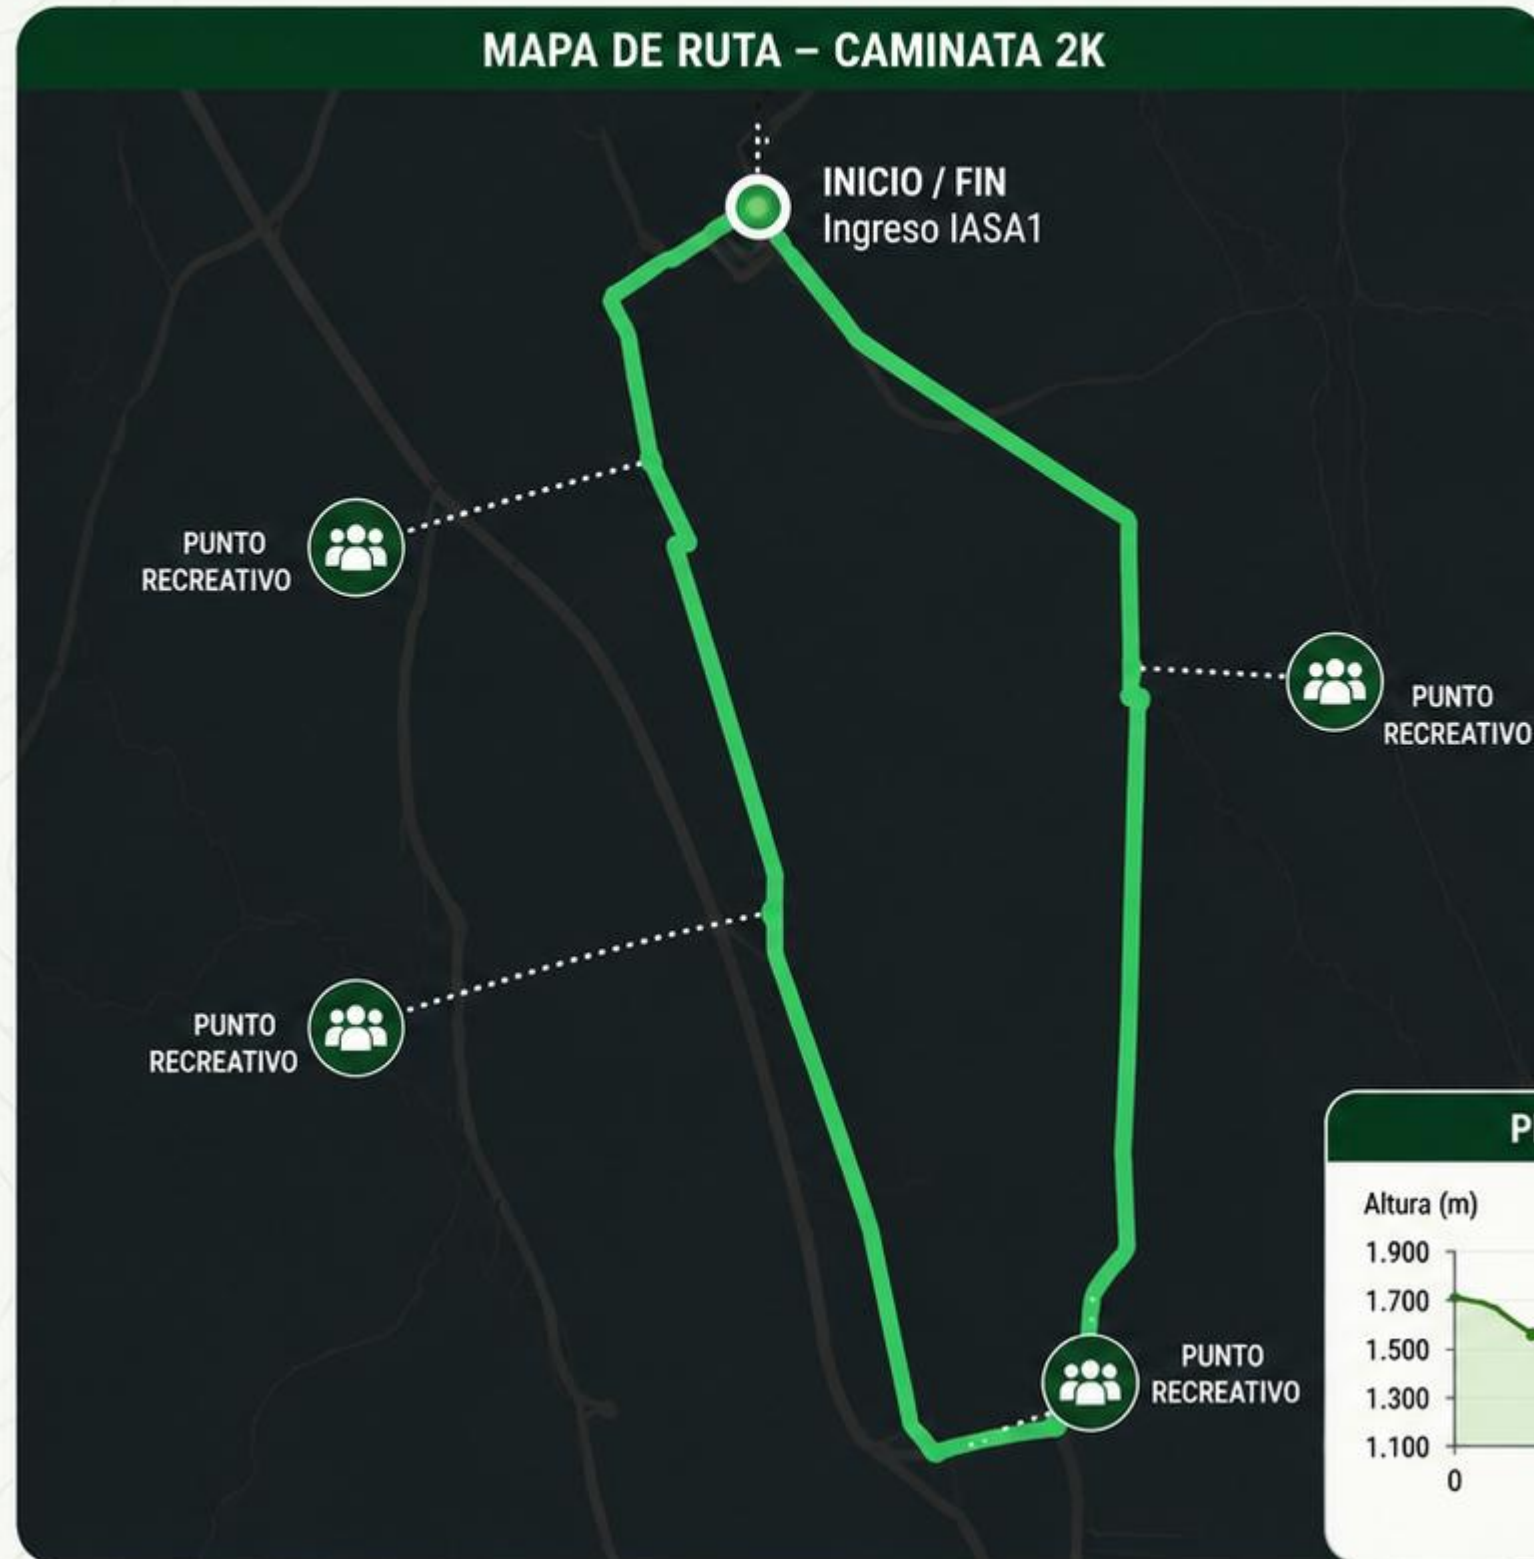 MAPA DE RUTA – CAMINATA 2K
INICIO / FIN
Ingreso IASA1
PUNTO
RECREATIVO
PUNTO
RECREATIVO
PUNTO
RECREATIVO
P
Altura (m)
1.900
1.700
1.500
1.300
1.100
0
PUNTO
RECREATIVO